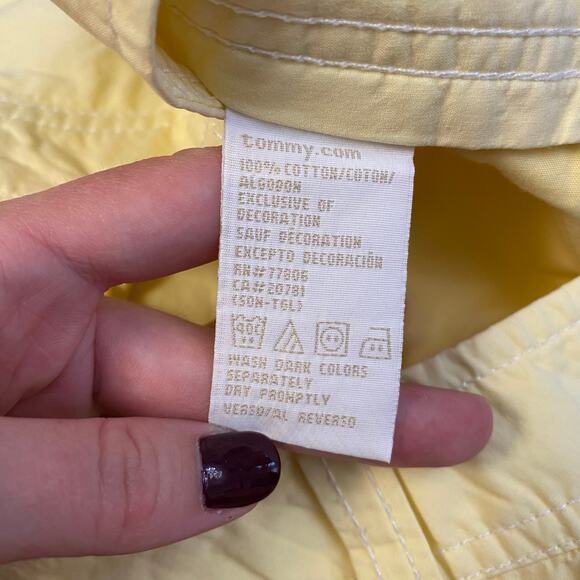 tommy.com
100% COTTON/COTON/
ALGODON
EXCLUSIVE OF
DECORATION
SAUF DÉCORATION
EXCEPTO DECORACIÓN
RN#77806
CA#20781
(SON-TGL)
40C
WASH DARK COLORS
SEPARATELY
DRY PROMPTLY
VERSO/AL REVERSO